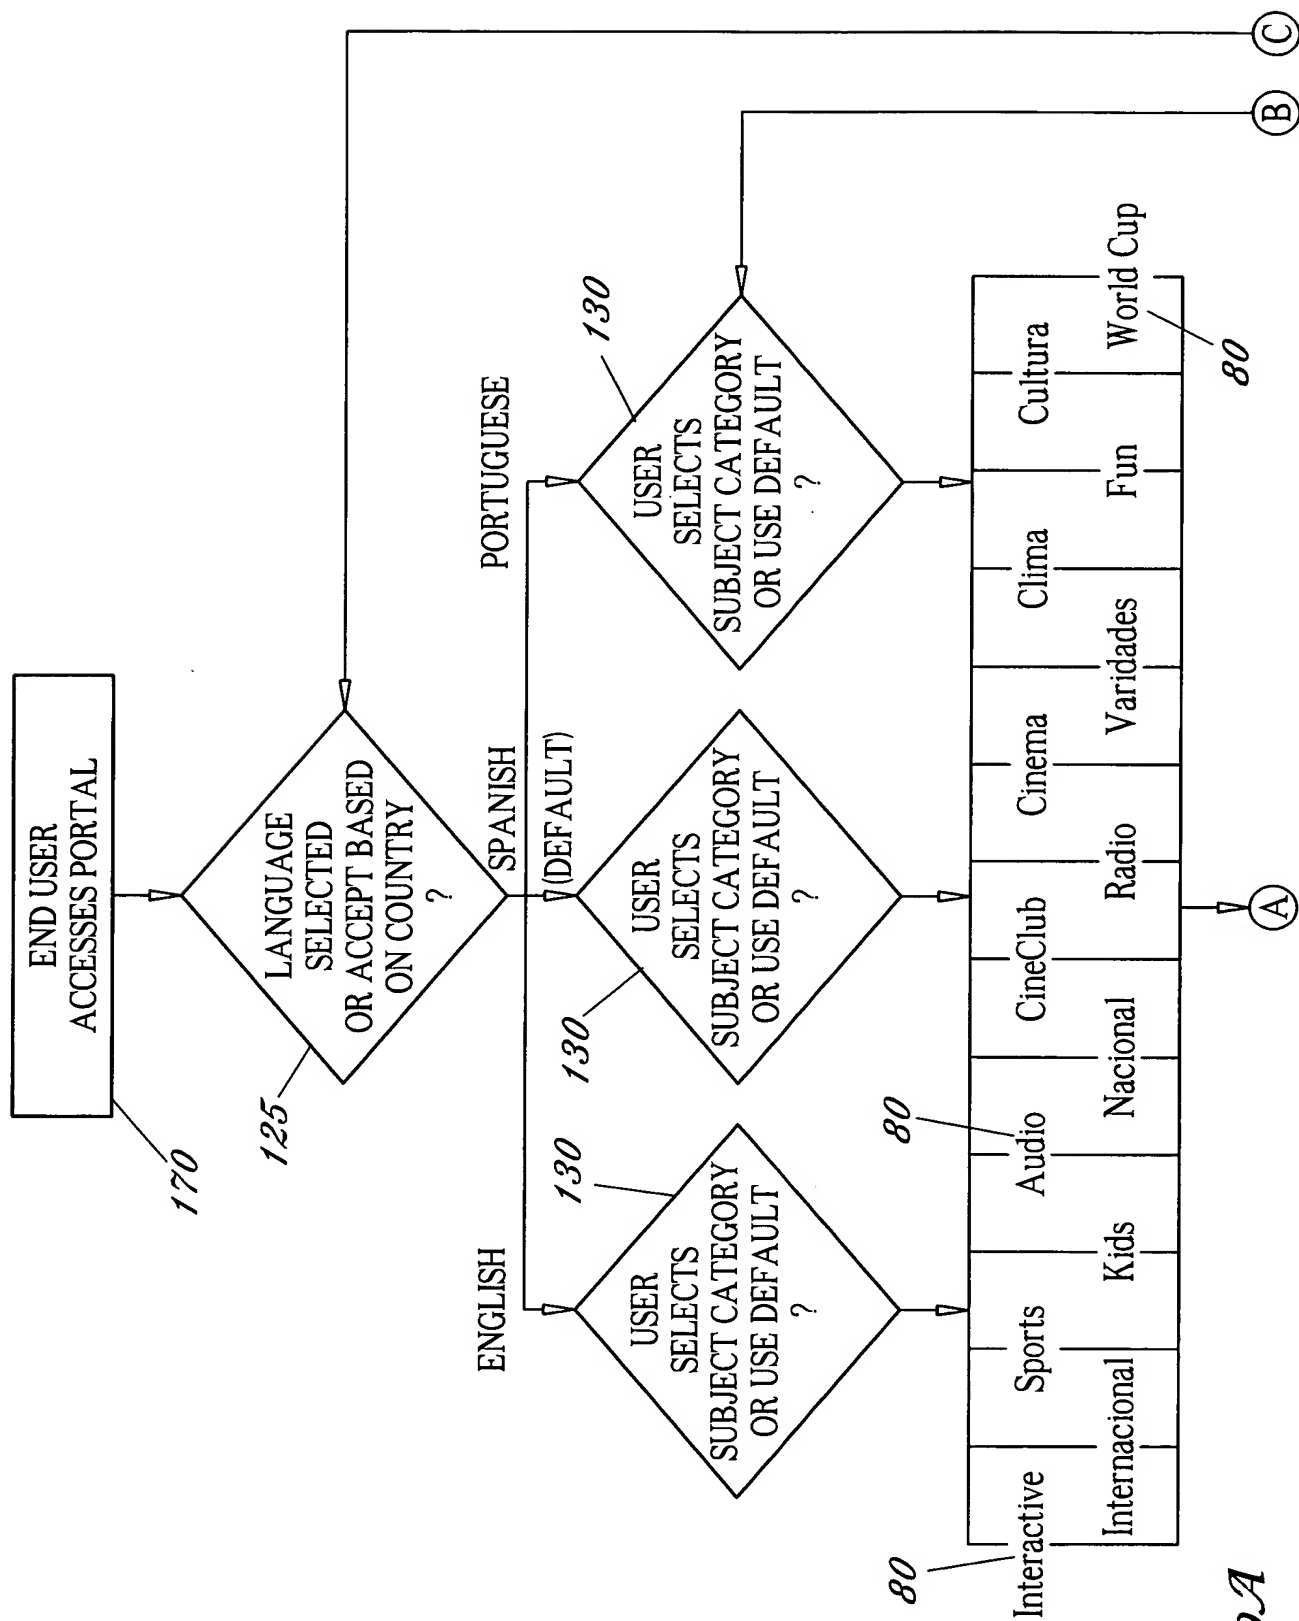 END USER
ACCESSES PORTAL
170
LANGUAGE
SELECTED
OR ACCEPT BASED
ON COUNTRY
?
125
ENGLISH
SPANISH
(DEFAULT)
PORTUGUESE
USER
SELECTS
SUBJECT CATEGORY
OR USE DEFAULT
?
130
USER
SELECTS
SUBJECT CATEGORY
OR USE DEFAULT
?
130
USER
SELECTS
SUBJECT CATEGORY
OR USE DEFAULT
?
130
80
80
Interactive
Sports
Audio
CineClub
Cinema
Clima
Cultura
Internacional
Kids
Nacional
Radio
Varidades
Fun
World Cup
80
A
B
C